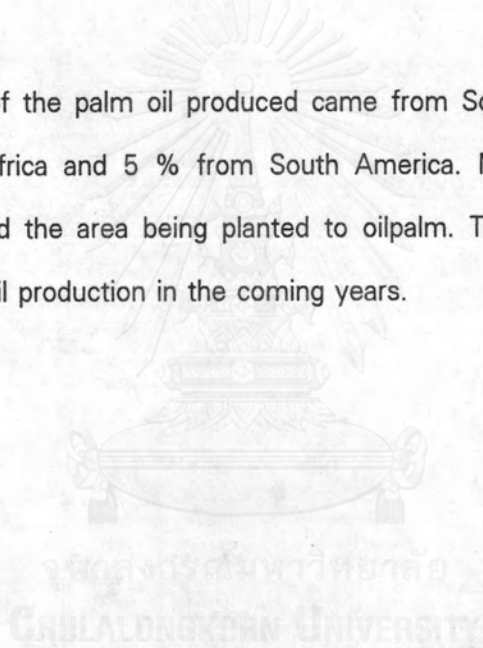 of the palm oil produced came from So
frica and 5 % from South America.
d the area being planted to oilpalm. T
il production in the coming years.
จุฬาลงกรณ์มหาวิทยาลัย
CHULALONGKORN UNIVERSITY